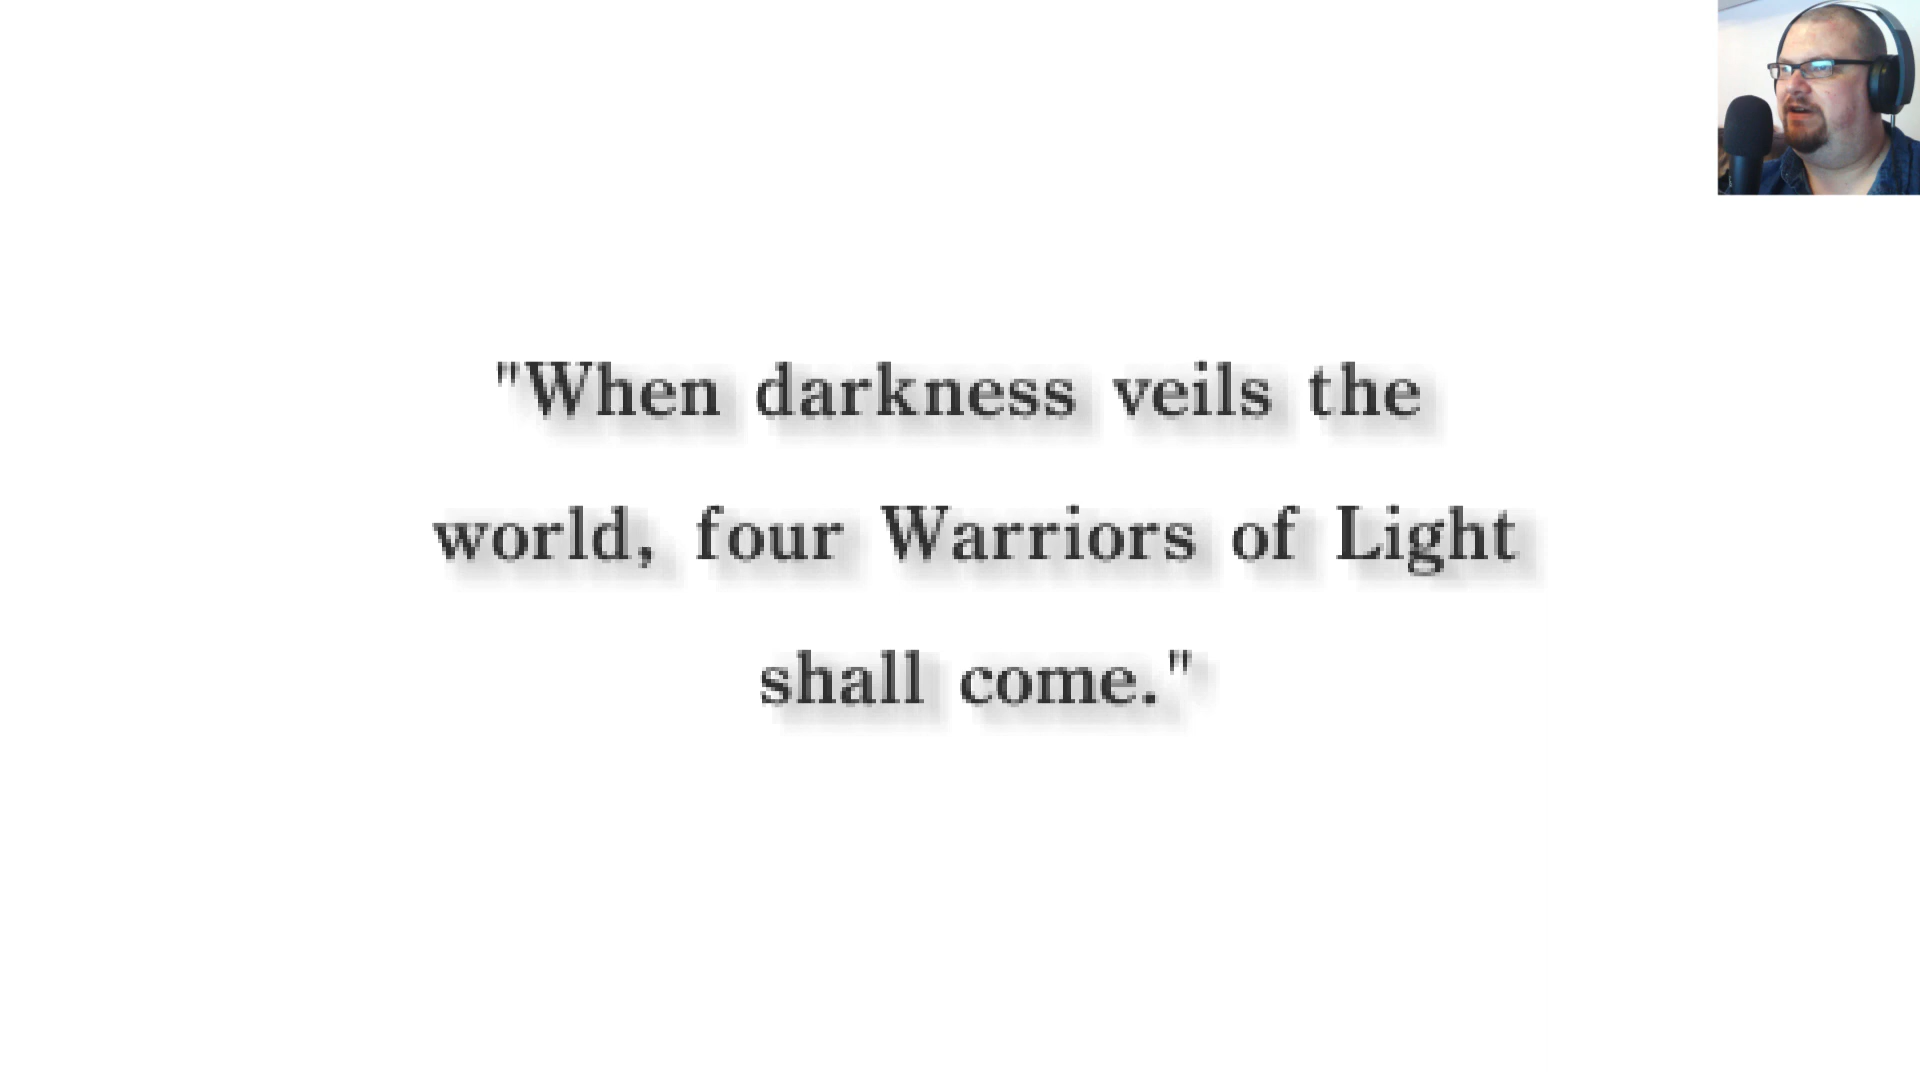 "When darkness veils the
world, four Warriors of Light
shall come."